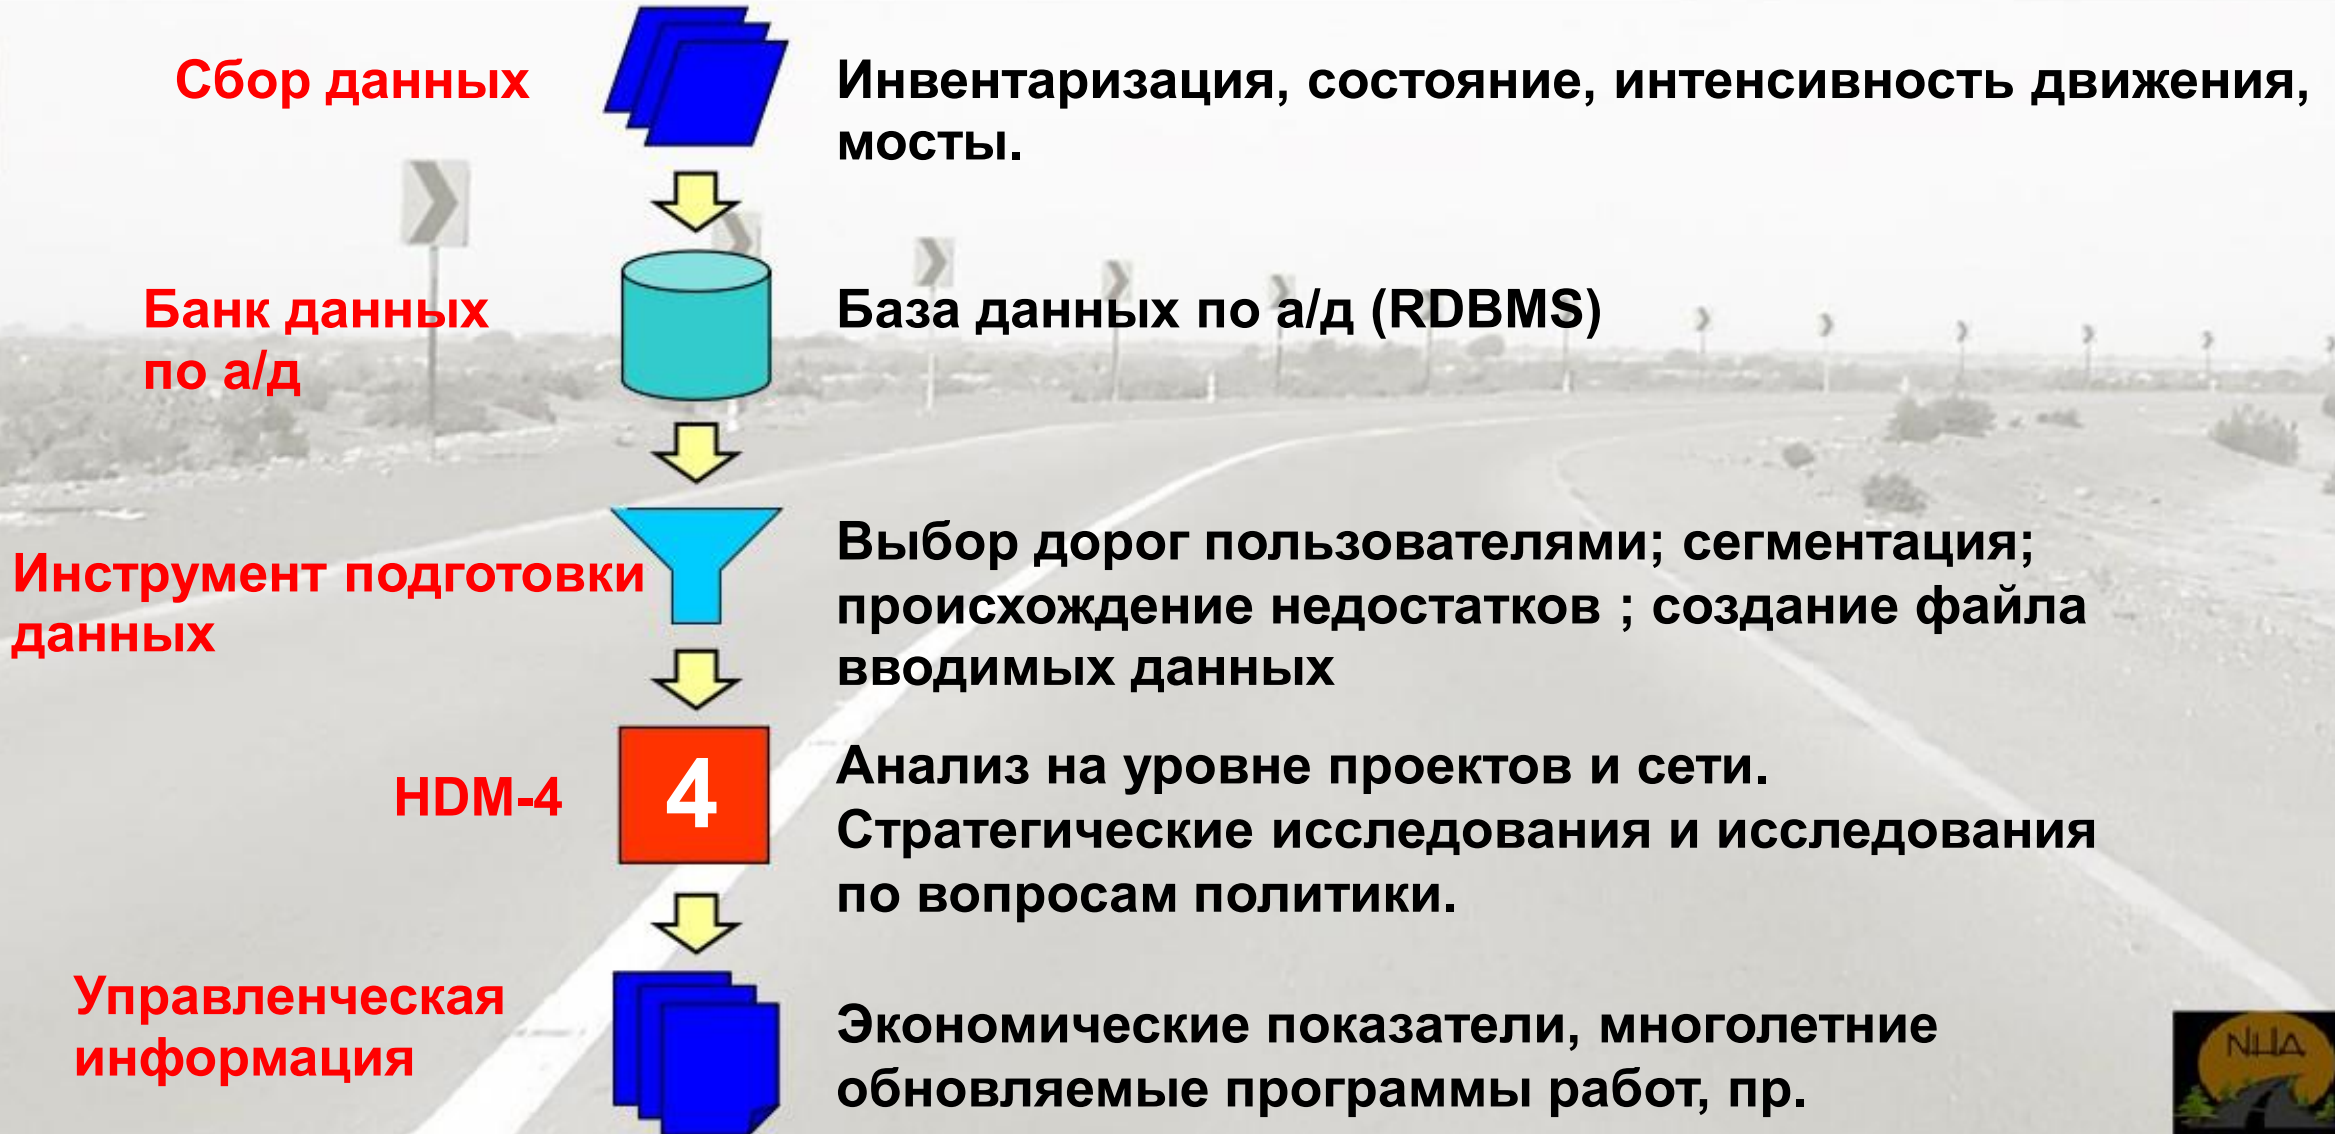 Сбор данных
Инвентаризация, состояние, интенсивность движения,
мосты.
Банк данных
по а/д
База данных по а/д (RDBMS)
Инструмент подготовки
данных
Выбор дорог пользователями; сегментация;
происхождение недостатков ; создание файла
вводимых данных
HDM-4
4
Анализ на уровне проектов и сети.
Стратегические исследования и исследования
по вопросам политики.
Управленческая
информация
Экономические показатели, многолетние
обновляемые программы работ, пр.
NHA